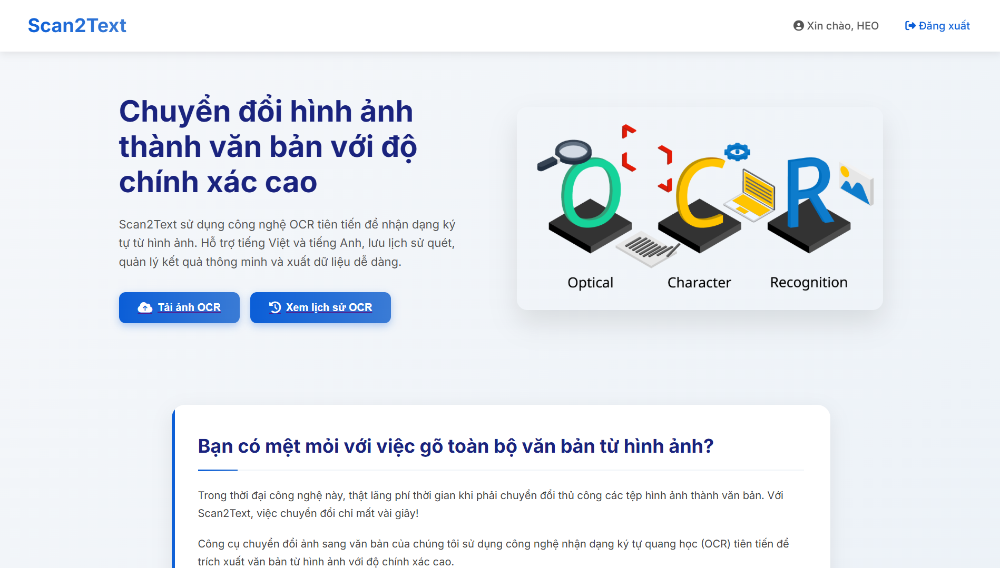 Scan2Text
Xin chào, HEO
Đăng xuất
Chuyển đổi hình ảnh
thành văn bản với độ
chính xác cao
Scan2Text sử dụng công nghệ OCR tiên tiến để nhận dạng ký
tự từ hình ảnh. Hỗ trợ tiếng Việt và tiếng Anh, lưu lịch sử quét,
quản lý kết quả thông minh và xuất dữ liệu dễ dàng.
Tải ảnh OCR
Xem lịch sử OCR
O C R
Optical Character Recognition
Bạn có mệt mỏi với việc gõ toàn bộ văn bản từ hình ảnh?
Trong thời đại công nghệ này, thật lãng phí thời gian khi phải chuyển đổi thủ công các tệp hình ảnh thành văn bản. Với
Scan2Text, việc chuyển đổi chỉ mất vài giây!
Công cụ chuyển đổi ảnh sang văn bản của chúng tôi sử dụng công nghệ nhận dạng ký tự quang học (OCR) tiên tiến để
trích xuất văn bản từ hình ảnh với độ chính xác cao.